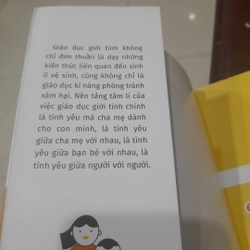 Giáo dục giới tính không
chỉ đơn thuần là dạy những
kiến thức liên quan đến sinh
lí vệ sinh, cũng không chỉ là
giáo dục kĩ năng phòng tránh
xâm hại. Nền tảng tâm lí của
việc giáo dục giới tính chính
là tình yêu mà cha mẹ dành
cho con mình, là tình yêu
giữa cha mẹ với nhau, là tình
yêu giữa bạn bè với nhau, là
tình yêu giữa người với người.